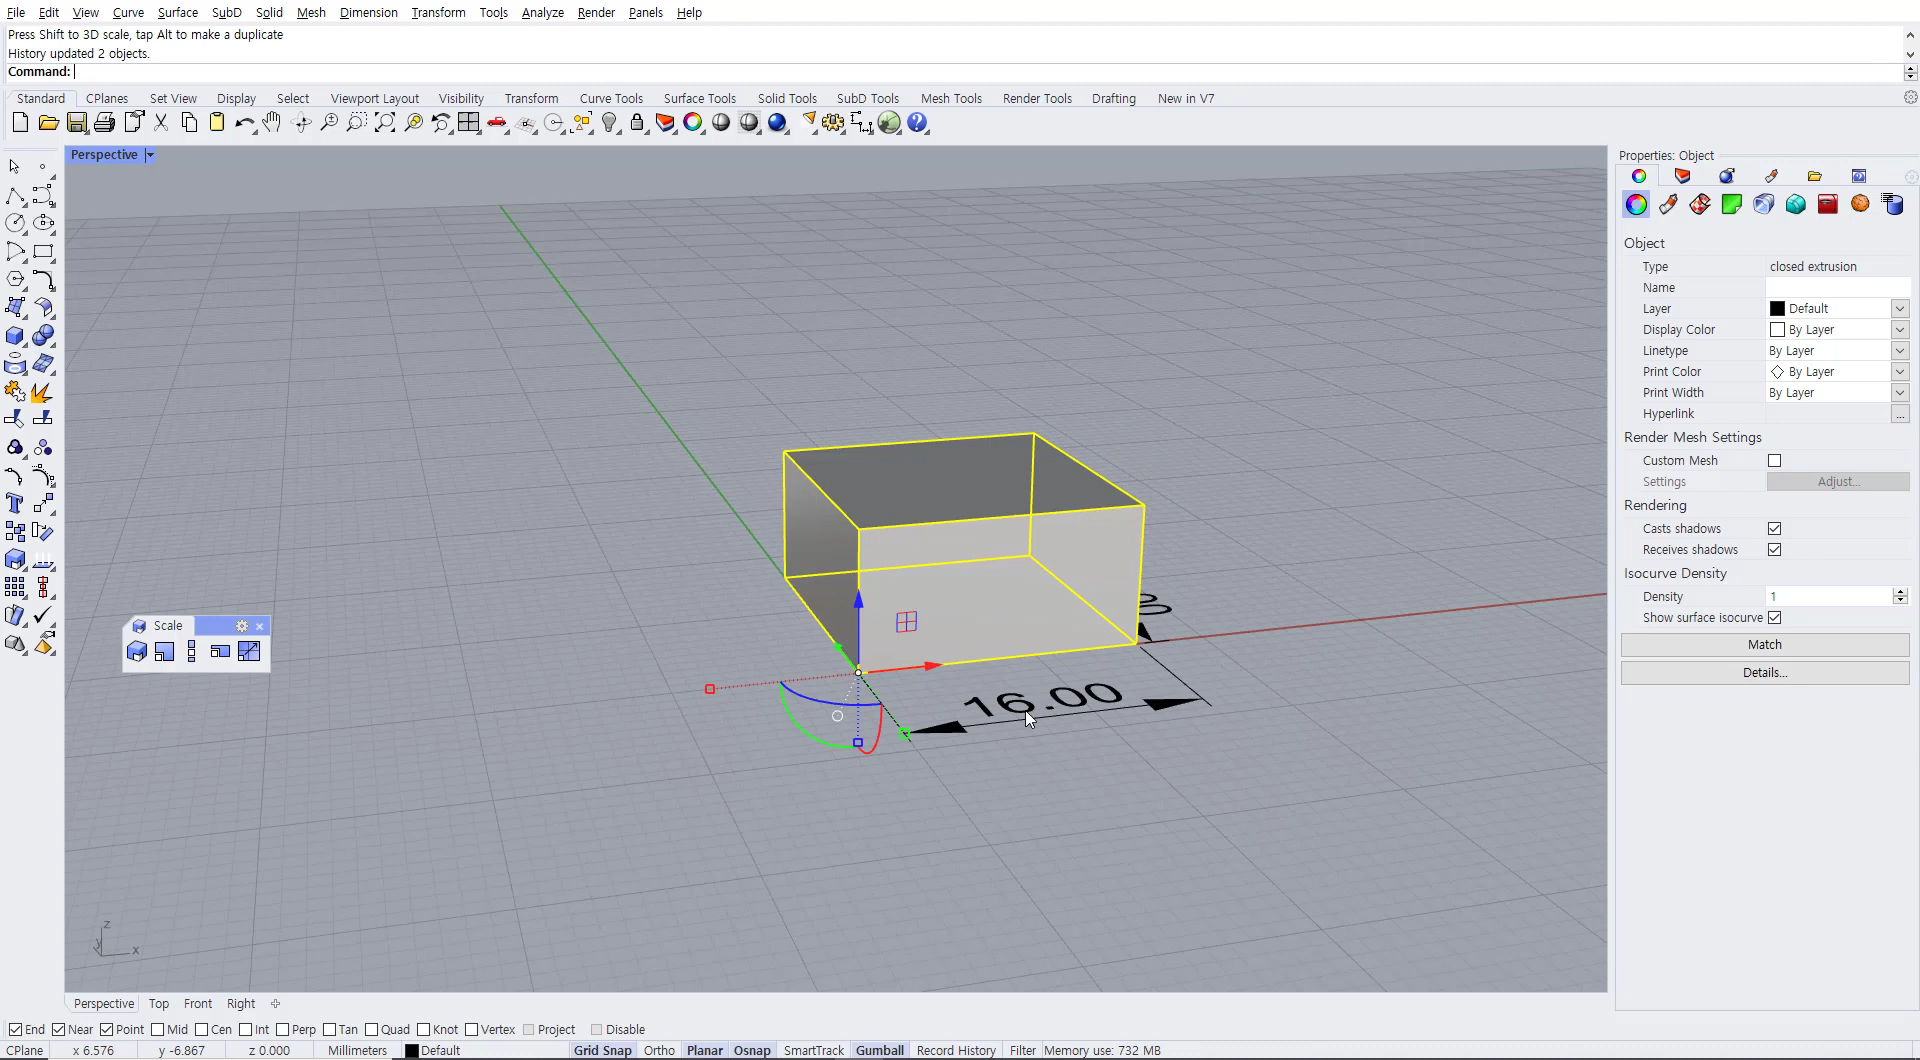 File Edit View Curve Surface SubD Solid Mesh Dimension Transform Tools Analyze Render Panels Help
Press Shift to 3D scale, tap Alt to make a duplicate
History updated 2 objects.
Command:
Standard CPlanes Set View Display Select Viewport Layout Visibility Transform Curve Tools Surface Tools Solid Tools SubD Tools Mesh Tools Render Tools Drafting New in V7
Perspective
Properties: Object
Object
Type closed extrusion
Name
Layer Default
Display Color By Layer
Linetype By Layer
Print Color By Layer
Print Width By Layer
Hyperlink ...
Render Mesh Settings
Custom Mesh
Settings Adjust...
Rendering
Casts shadows
Receives shadows
Isocurve Density
Density 1
Show surface isocurve
Match
Details...
Scale
16.00
z
y x
Perspective Top Front Right
End Near Point Mid Cen Int Perp Tan Quad Knot Vertex Project Disable
CPlane x 6.576 y -6.867 z 0.000 Millimeters Default Grid Snap Ortho Planar Osnap SmartTrack Gumball Record History Filter Memory use: 732 MB